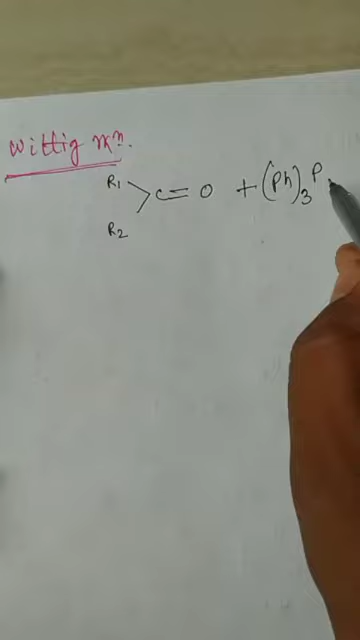 Wittig rxn.
R1
>C=O +(Ph)3P
R2